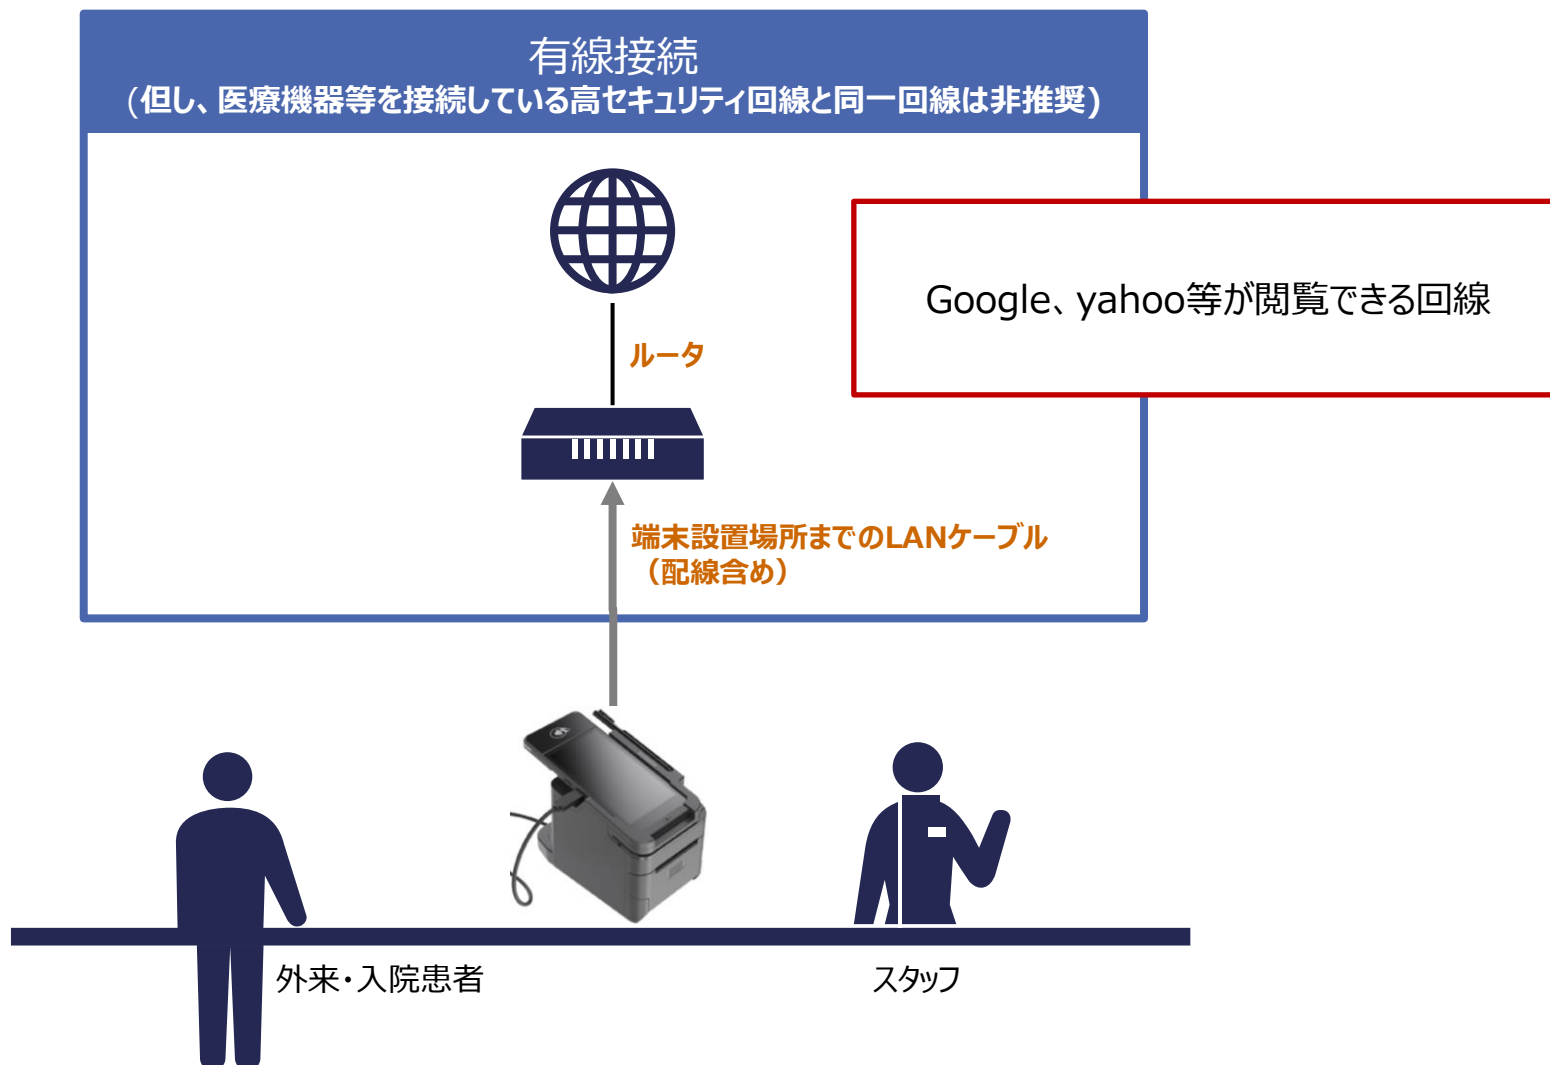 有線接続
(但し、医療機器等を接続している高セキュリティ回線と同一回線は非推奨)
Google、yahoo等が閲覧できる回線
ルータ
端末設置場所までのLANケーブル
（配線含め）
外来・入院患者
スタッフ